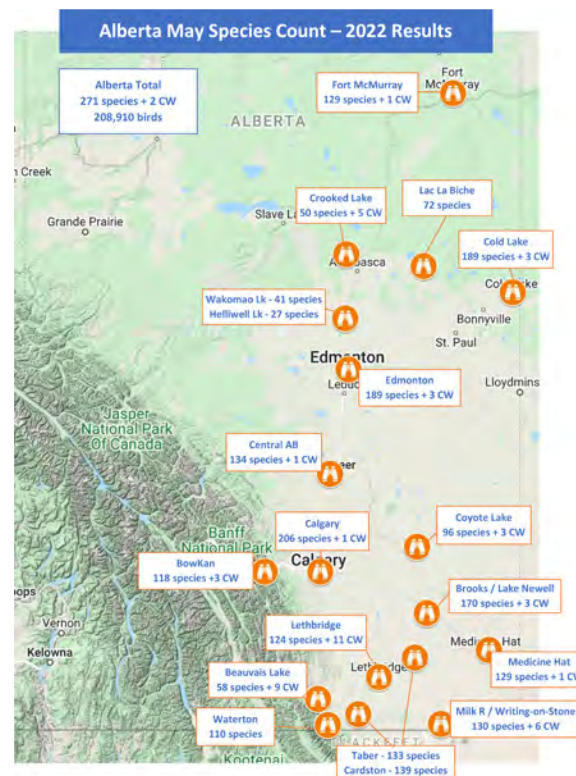 Alberta May Species Count – 2022 Results
Alberta Total
271 species + 2 CW
208,910 birds
Fort McMurray
129 species + 1 CW
Fort
McMurray
ALBERTA
Creek
Grande Prairie
Slave La
Crooked Lake
50 species + 5 CW
Lac La Biche
72 species
Cold Lake
189 species + 3 CW
Wakomao Lk - 41 species
Helliwell Lk - 27 species
Bonnyville
St. Paul
Edmonton
Leduc
Edmonton
189 species + 3 CW
Lloydmins
Jasper
National Park
Of Canada
Central AB
134 species + 1 CW
eer
Banff
National Park
Calgary
206 species + 1 CW
Calgary
Coyote Lake
96 species + 3 CW
BowKan
118 species +3 CW
oops
Vernon
Kelowna
Brooks / Lake Newell
170 species + 3 CW
Lethbridge
124 species + 11 CW
Medicine Hat
Medicine Hat
129 species + 1 CW
Lethbridge
Beauvais Lake
58 species + 9 CW
Waterton
110 species
Milk R / Writing-on-Stone
130 species + 6 CW
ACKFEET
Kootenai
Taber - 133 species
Cardston - 139 species